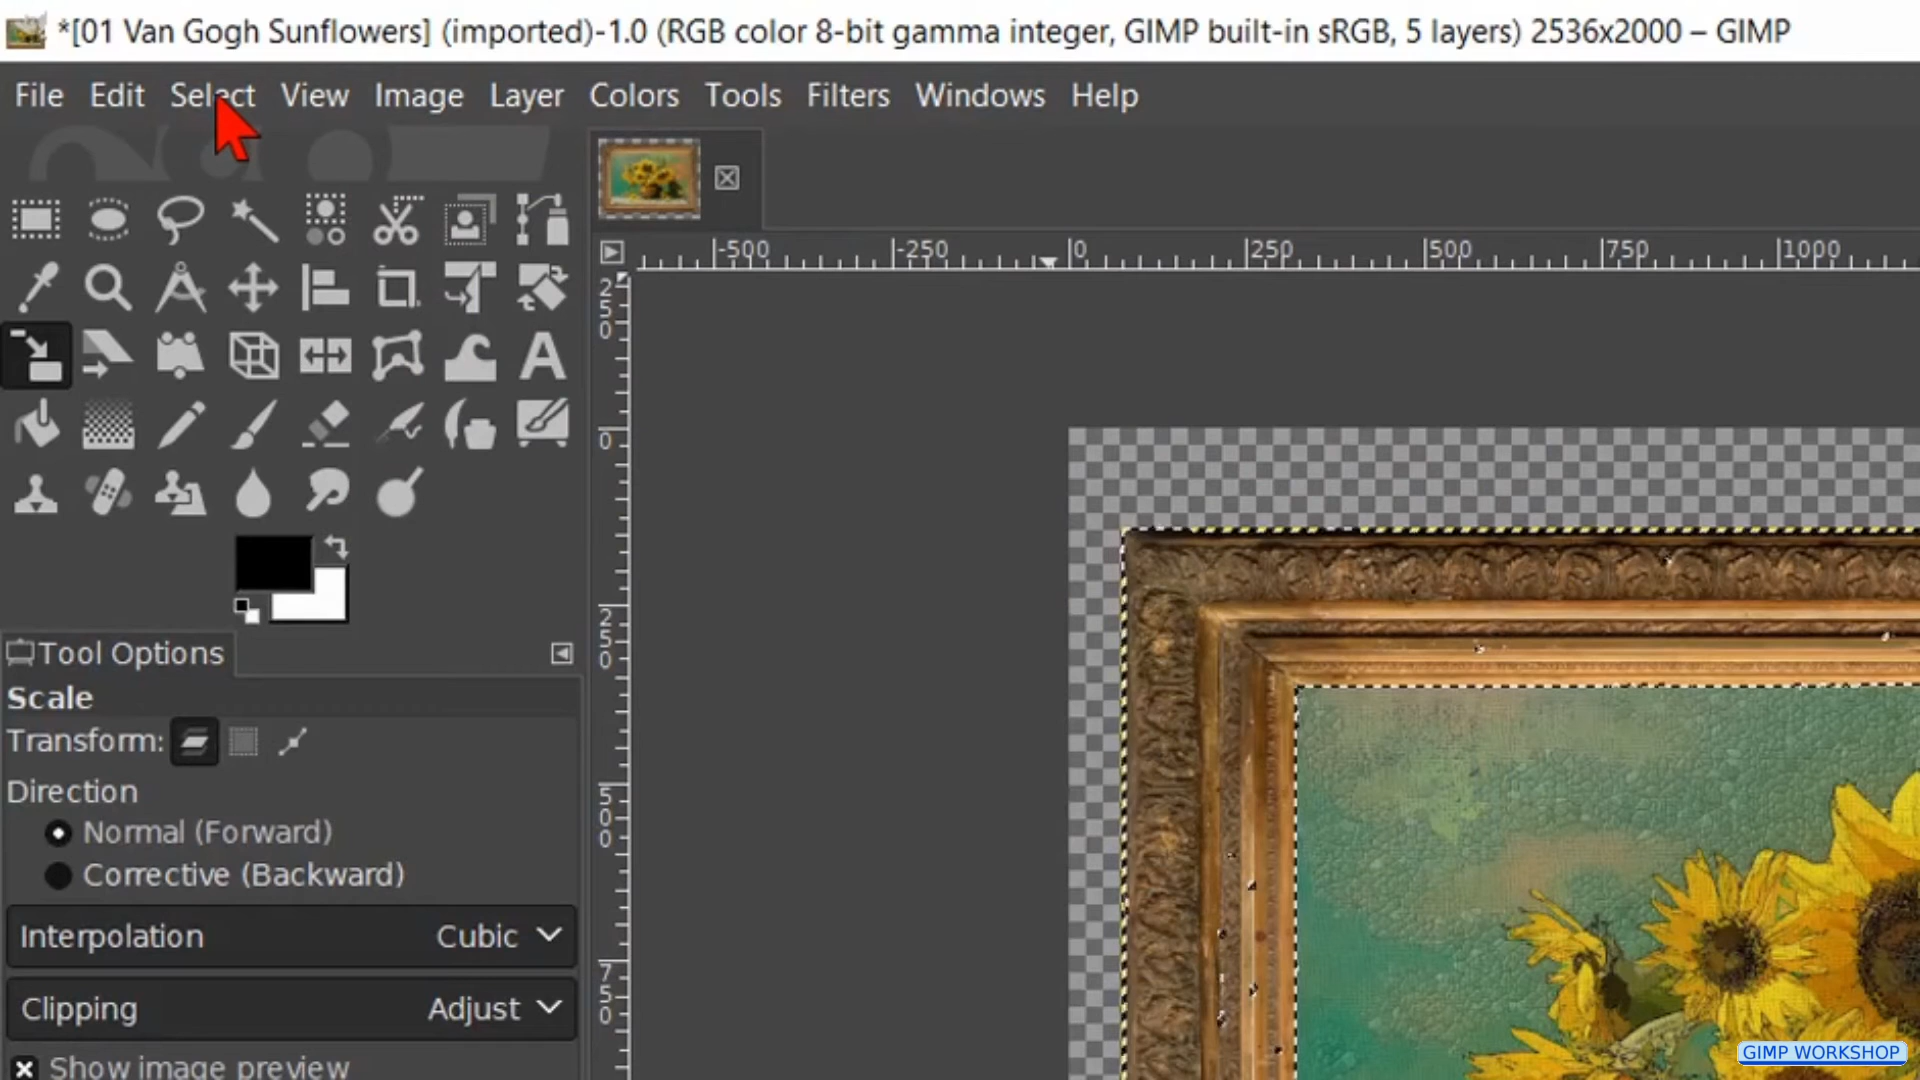 *[01 Van Gogh Sunflowers] (imported)-1.0 (RGB color 8-bit gamma integer, GIMP built-in sRGB, 5 layers) 2536x2000 – GIMP
File Edit Select View Image Layer Colors Tools Filters Windows Help
-500 -250 0 250 500 750 1000
250
0
250
500
750
Tool Options
Scale
Transform:
Direction
Normal (Forward)
Corrective (Backward)
Interpolation Cubic
Clipping Adjust
Show image preview
GIMP WORKSHOP